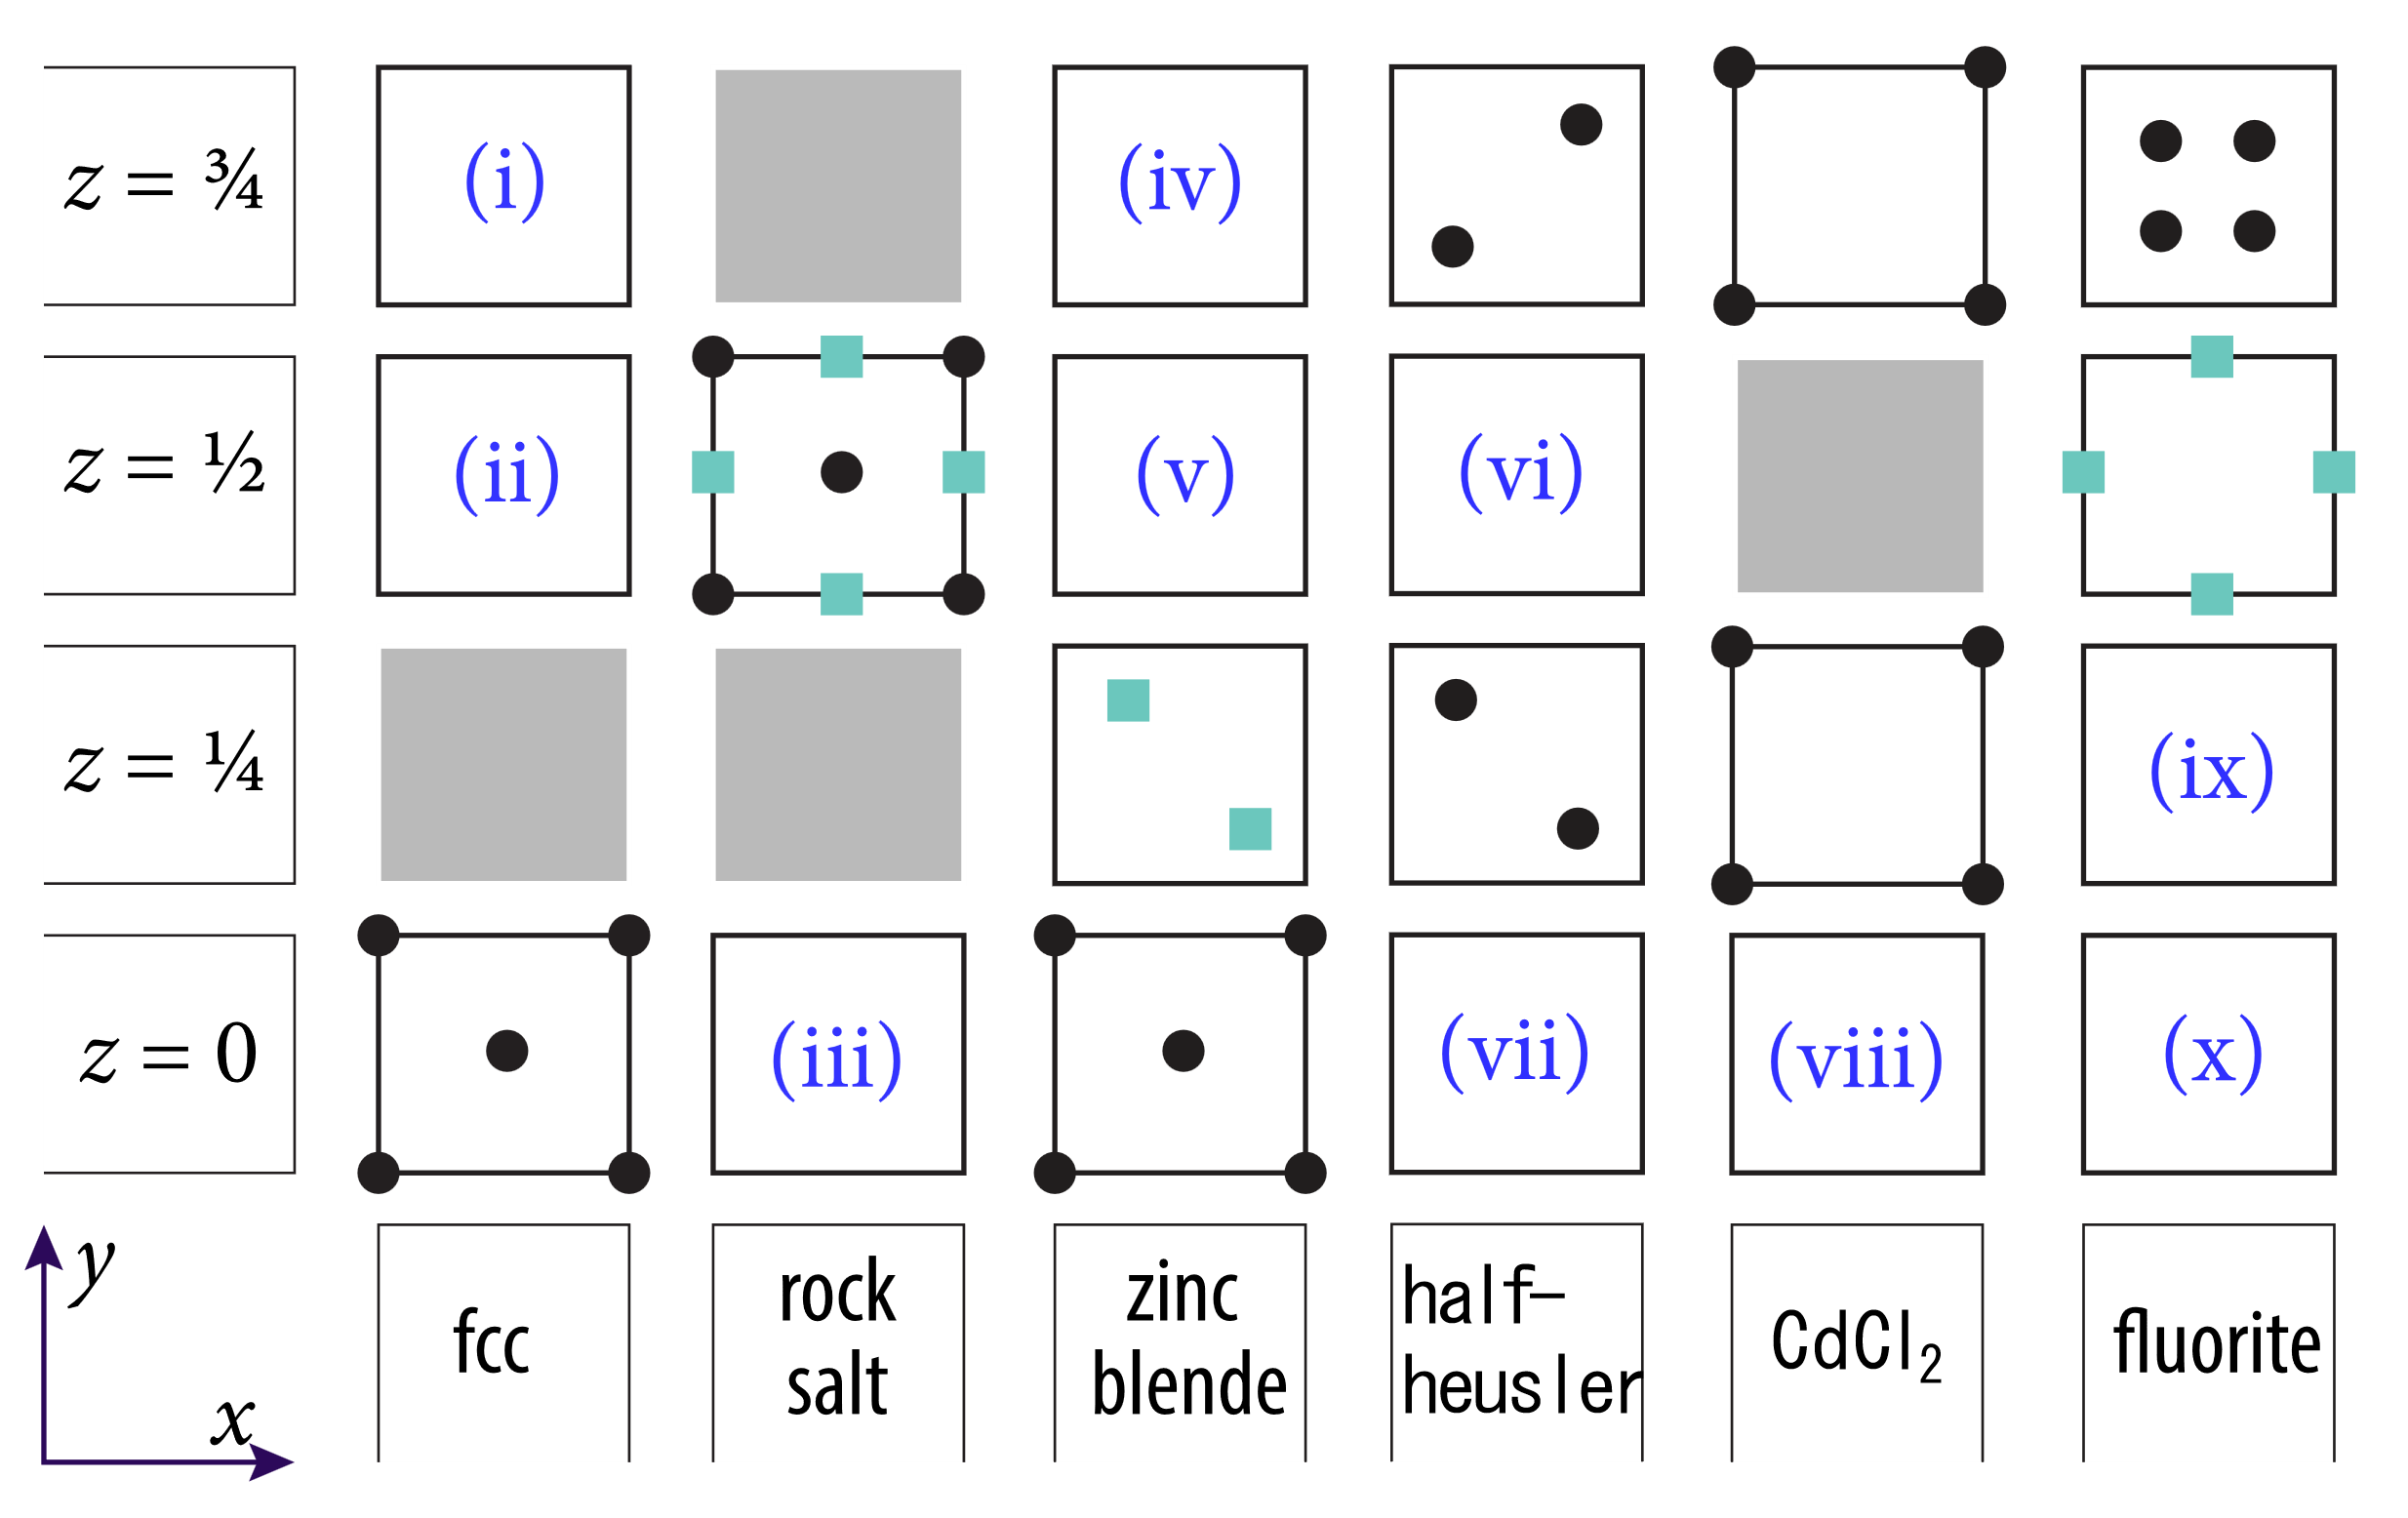 z = ¾
(i)
(iv)
z = ½
(ii)
(v)
(vi)
z = ¼
(ix)
z = 0
(iii)
(vii)
(viii)
(x)
y
x
fcc
rock
salt
zinc
blende
half-
heusler
CdCl₂
fluorite